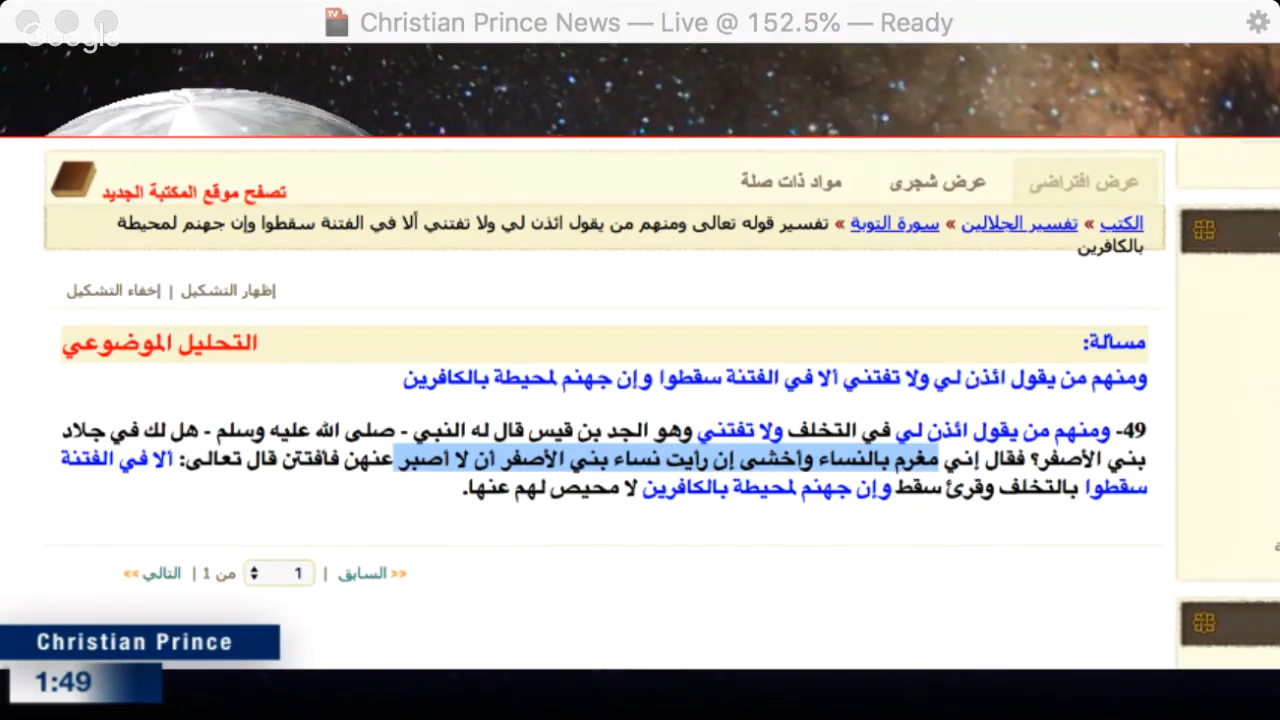 Christian Prince News — Live @ 152.5% — Ready
Google
عرض افتراضى
عرض شجرى
مواد ذات صلة
تصفح موقع المكتبة الجديد
الكتب » تفسير الجلالين » سورة التوبة » تفسير قوله تعالى ومنهم من يقول ائذن لي ولا تفتني ألا في الفتنة سقطوا وإن جهنم لمحيطة
بالكافرين
إظهار التشكيل | إخفاء التشكيل
مسألة:
التحليل الموضوعي
ومنهم من يقول ائذن لي ولا تفتني ألا في الفتنة سقطوا وإن جهنم لمحيطة بالكافرين
49- ومنهم من يقول ائذن لي في التخلف ولا تفتني وهو الجد بن قيس قال له النبي - صلى الله عليه وسلم - هل لك في جلاد
بني الأصفر؟ فقال إني مغرم بالنساء وأخشى إن رأيت نساء بني الأصفر أن لا أصبر عنهن فأفتتن قال تعالى: ألا في الفتنة
سقطوا بالتخلف وقرئ سقط وإن جهنم لمحيطة بالكافرين لا محيص لهم عنها.
<< السابق | 1 من 1 | التالي >>
Christian Prince
1:49